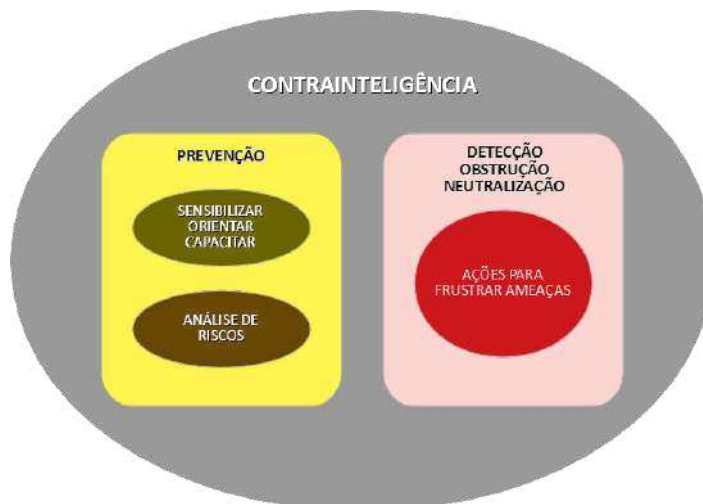 CONTRAINTELIGÊNCIA
PREVENÇÃO
SENSIBILIZAR
ORIENTAR
CAPACITAR
ANÁLISE DE
RISCOS
DETECÇÃO
OBSTRUÇÃO
NEUTRALIZAÇÃO
AÇÕES PARA
FRUSTRAR AMEAÇAS